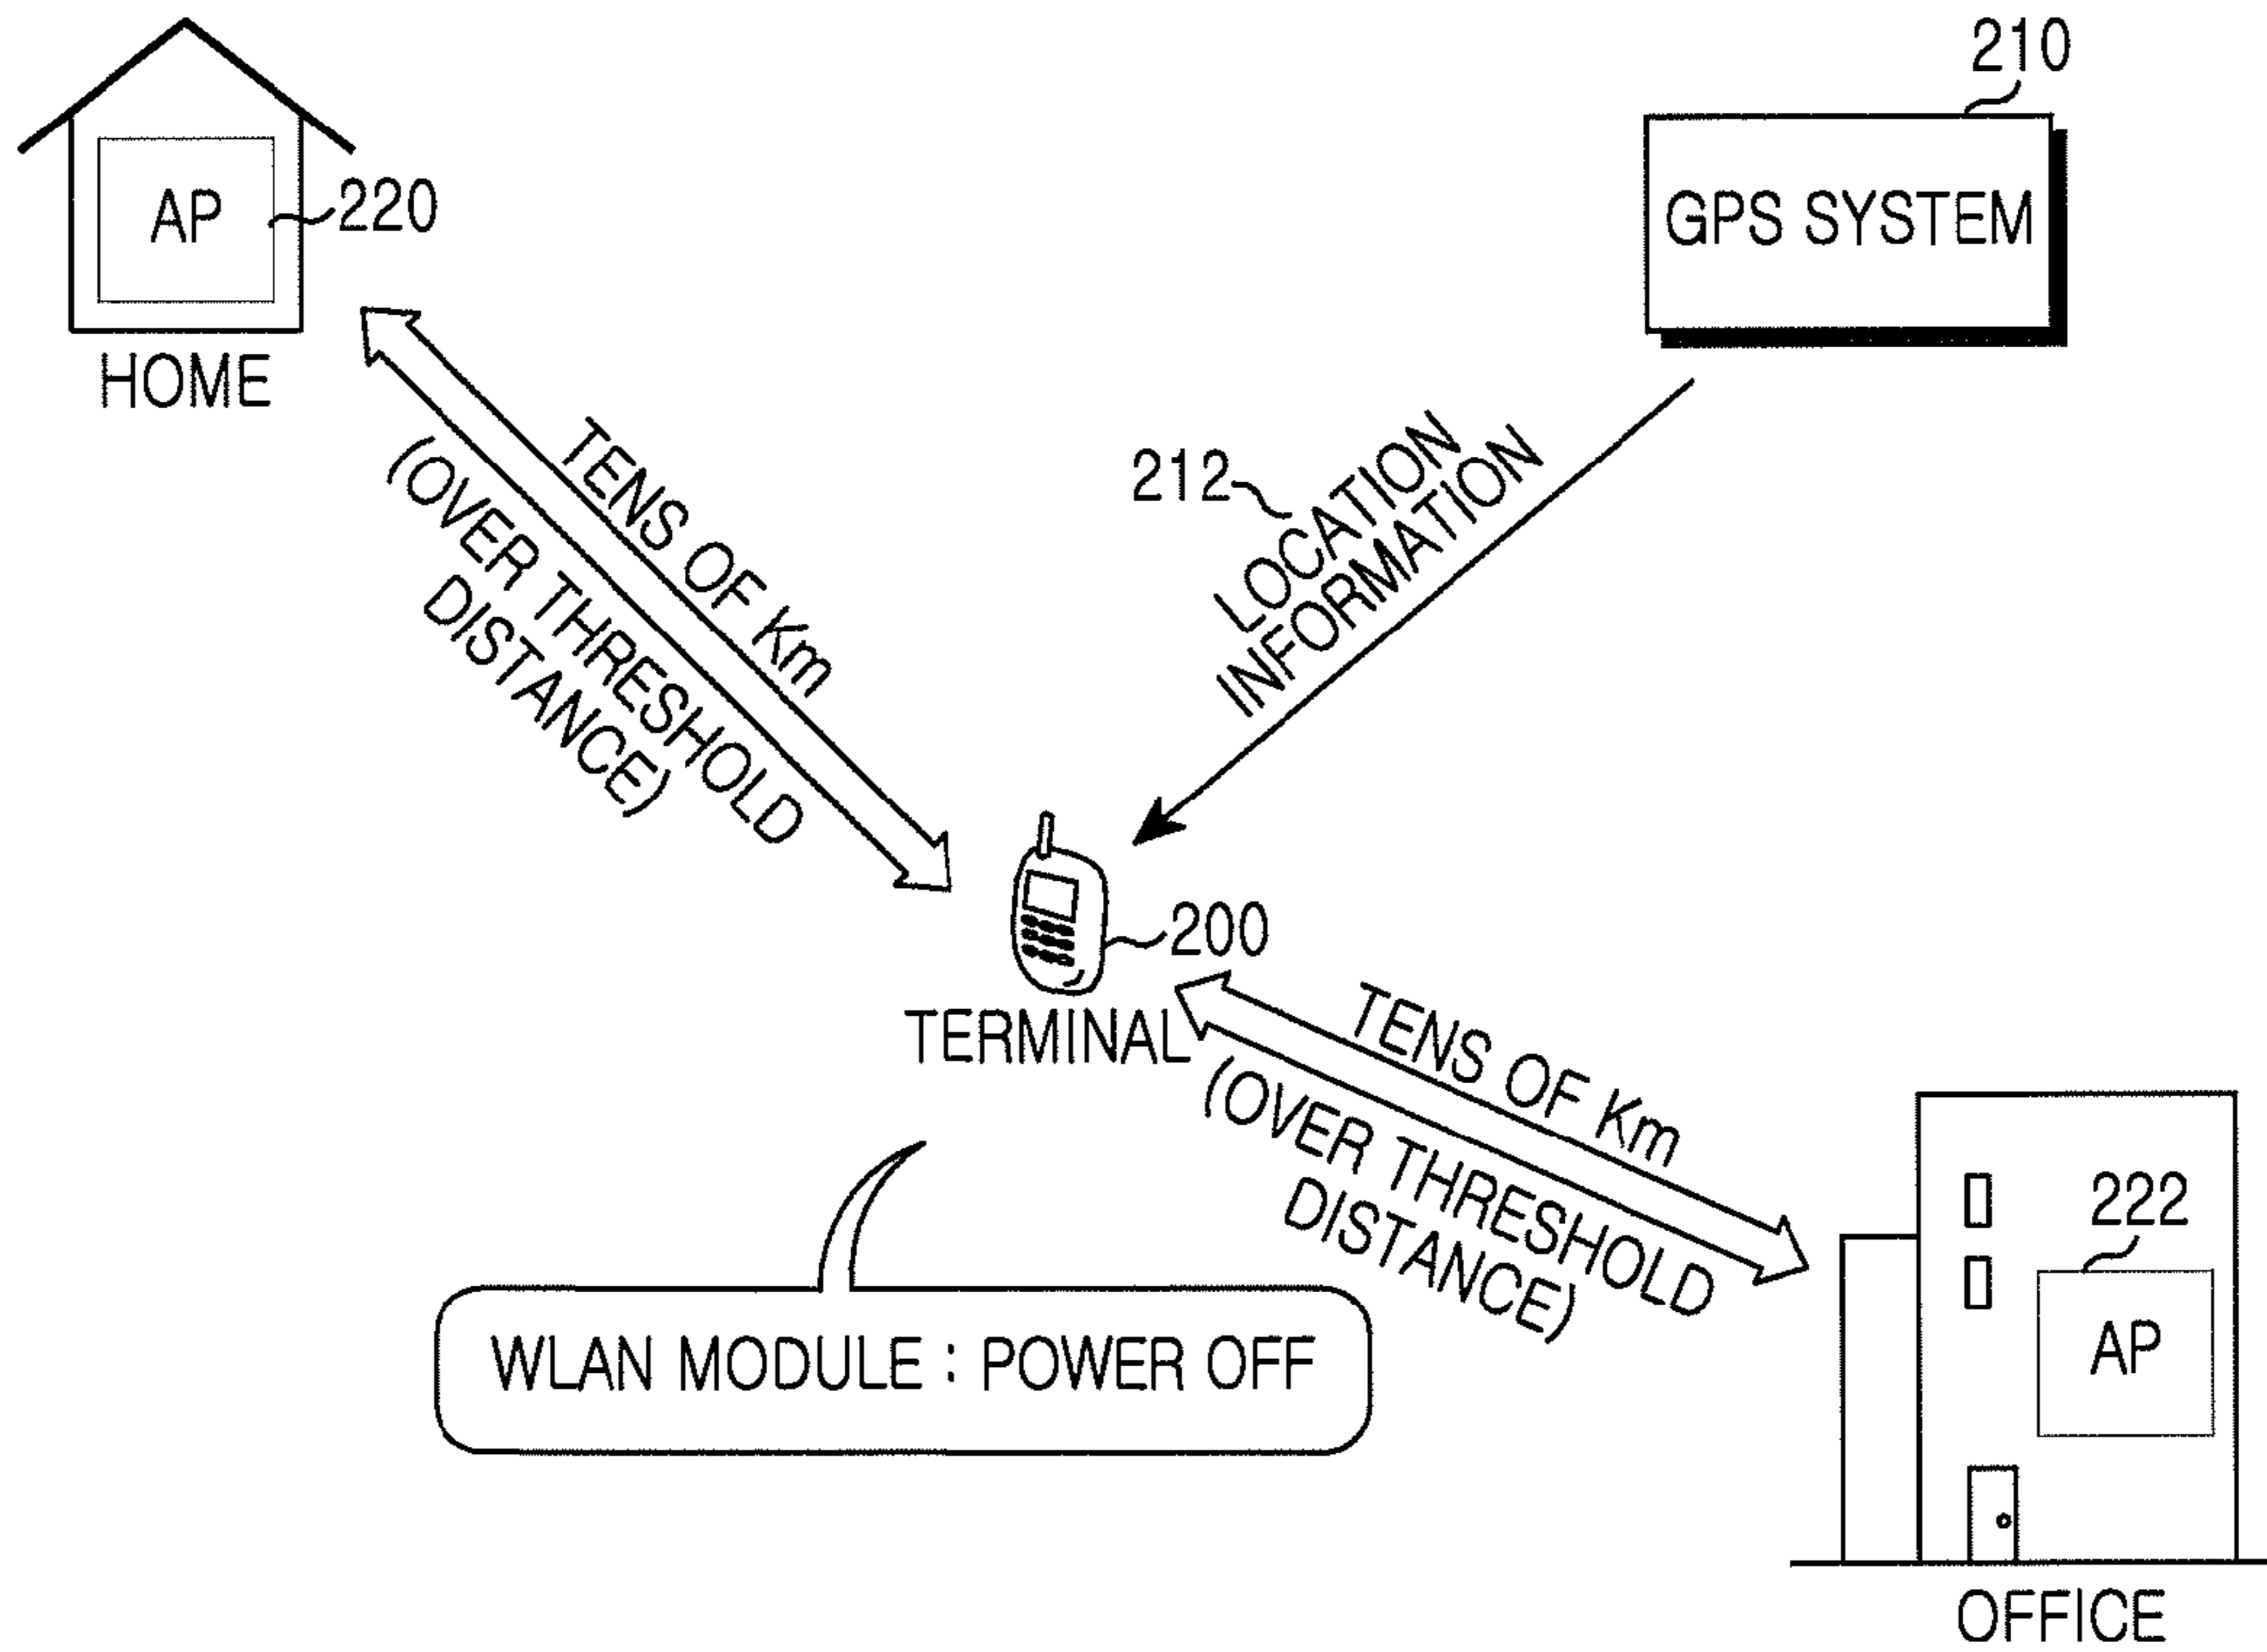 210
AP
220
GPS SYSTEM
HOME
TENS OF Km
(OVER THRESHOLD
DISTANCE)
212
LOCATION
INFORMATION
200
TERMINAL
TENS OF Km
(OVER THRESHOLD
DISTANCE)
WLAN MODULE : POWER OFF
222
AP
OFFICE